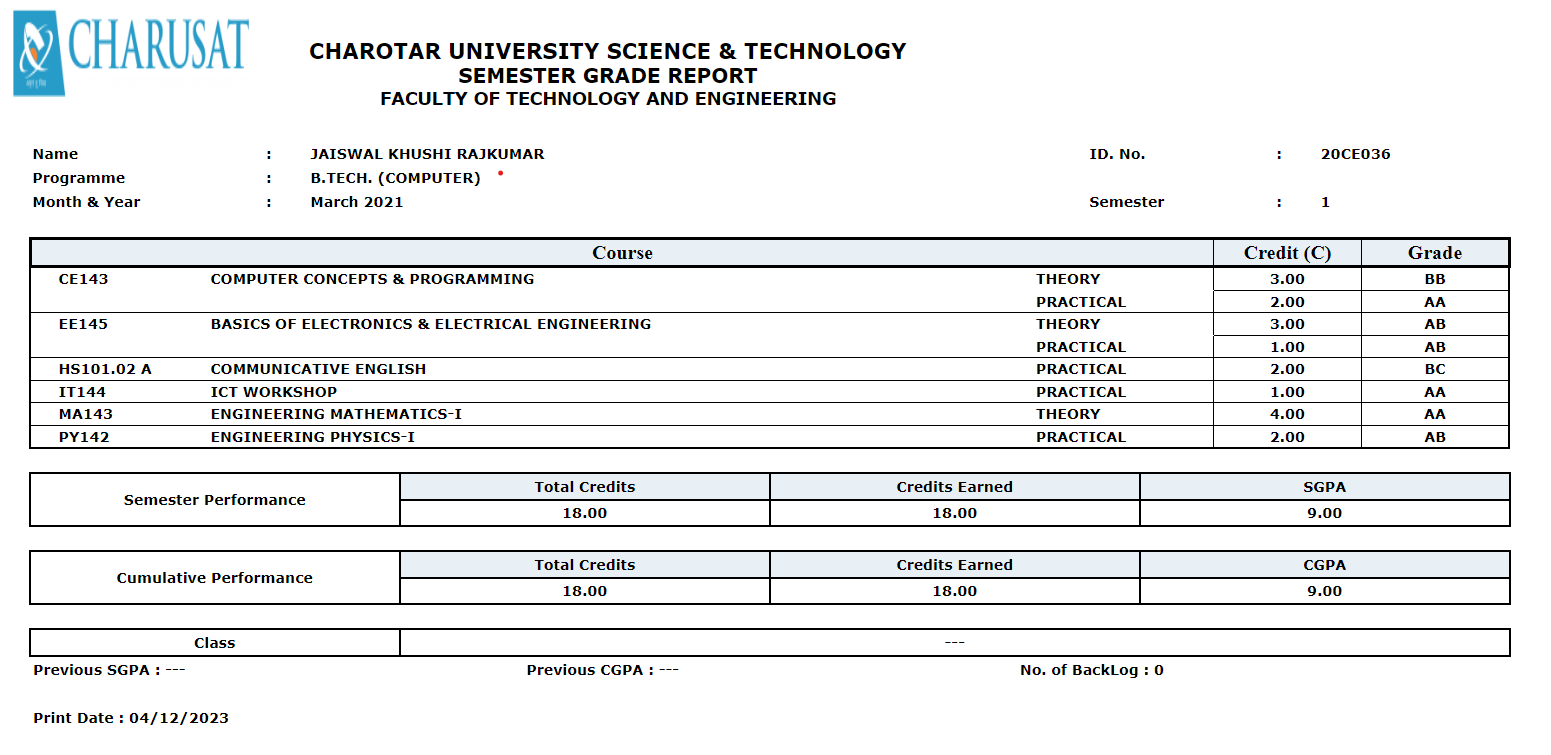 CHARUSAT
CHAROTAR UNIVERSITY SCIENCE & TECHNOLOGY
SEMESTER GRADE REPORT
FACULTY OF TECHNOLOGY AND ENGINEERING
Name : JAISWAL KHUSHI RAJKUMAR ID. No. : 20CE036
Programme : B.TECH. (COMPUTER)
Month & Year : March 2021 Semester : 1
Course Credit (C) Grade
CE143 COMPUTER CONCEPTS & PROGRAMMING THEORY 3.00 BB
PRACTICAL 2.00 AA
EE145 BASICS OF ELECTRONICS & ELECTRICAL ENGINEERING THEORY 3.00 AB
PRACTICAL 1.00 AB
HS101.02 A COMMUNICATIVE ENGLISH PRACTICAL 2.00 BC
IT144 ICT WORKSHOP PRACTICAL 1.00 AA
MA143 ENGINEERING MATHEMATICS-I THEORY 4.00 AA
PY142 ENGINEERING PHYSICS-I PRACTICAL 2.00 AB
Semester Performance Total Credits Credits Earned SGPA
18.00 18.00 9.00
Cumulative Performance Total Credits Credits Earned CGPA
18.00 18.00 9.00
Class ---
Previous SGPA : --- Previous CGPA : --- No. of BackLog : 0
Print Date : 04/12/2023